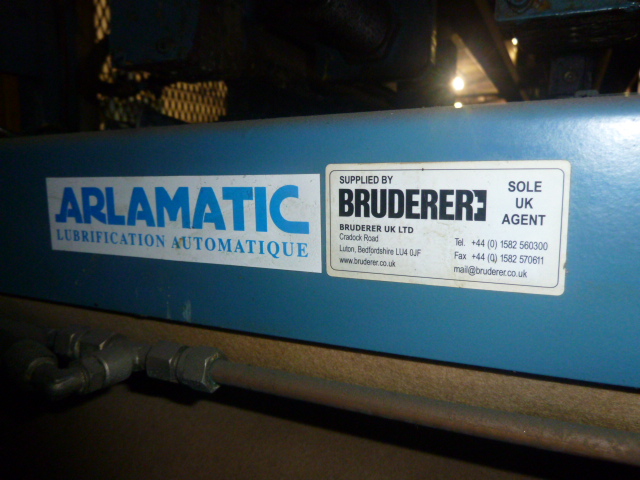 ARLAMATIC
LUBRIFICATION AUTOMATIQUE
SUPPLIED BY
BRUDERER
SOLE
UK
AGENT
BRUDERER UK LTD
Cradock Road
Luton, Bedfordshire LU4 0JF
www.bruderer.co.uk
Tel. +44 (0) 1582 560300
Fax +44 (0) 1582 570611
mail@bruderer.co.uk